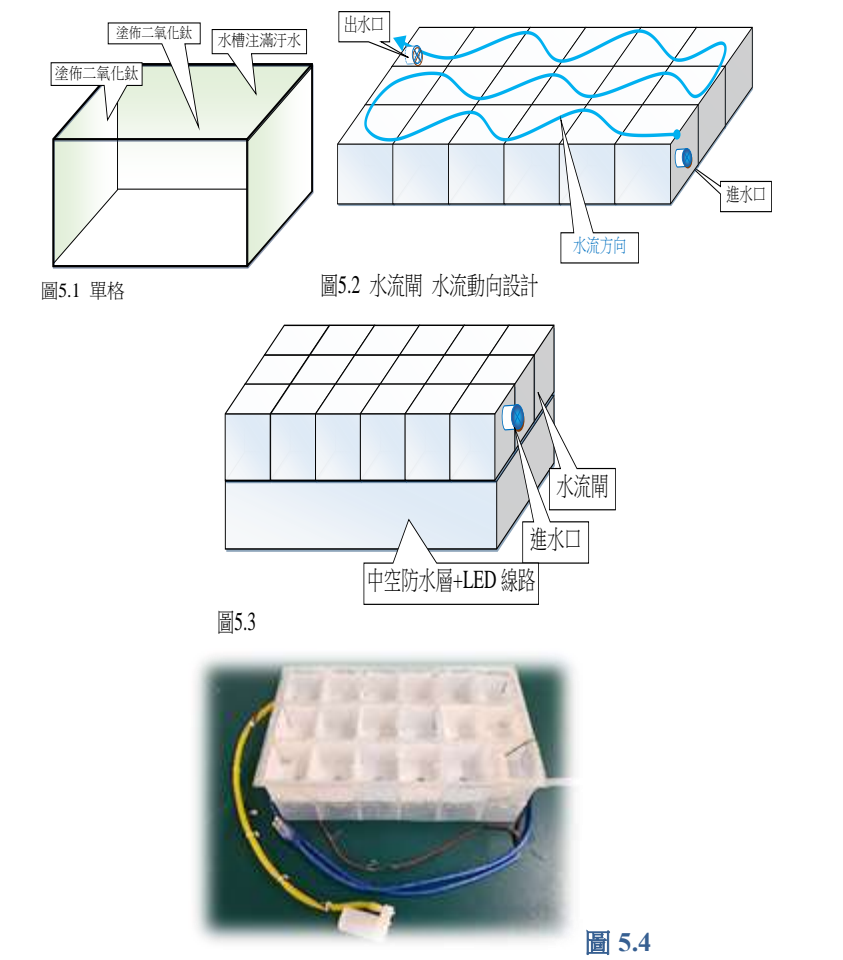 塗佈二氧化鈦
水槽注滿汙水
塗佈二氧化鈦
圖5.1 單格
出水口
進水口
水流方向
圖5.2 水流閘 水流動向設計
水流閘
進水口
中空防水層+LED 線路
圖5.3
圖 5.4